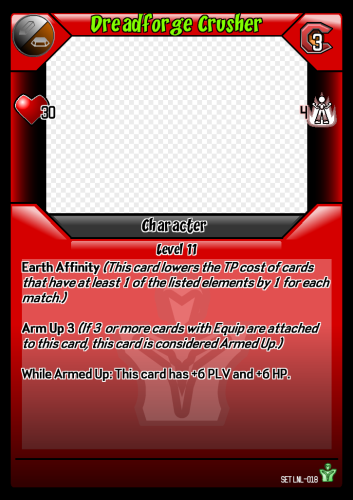 Dreadforge Crusher
3
30
4
Character
Level 11
Earth Affinity (This card lowers the TP cost of cards
that have at least 1 of the listed elements by 1 for each
match.)
Arm Up 3 (If 3 or more cards with Equip are attached
to this card, this card is considered Armed Up.)
While Armed Up: This card has +6 PLV and +6 HP.
SET LNL-018